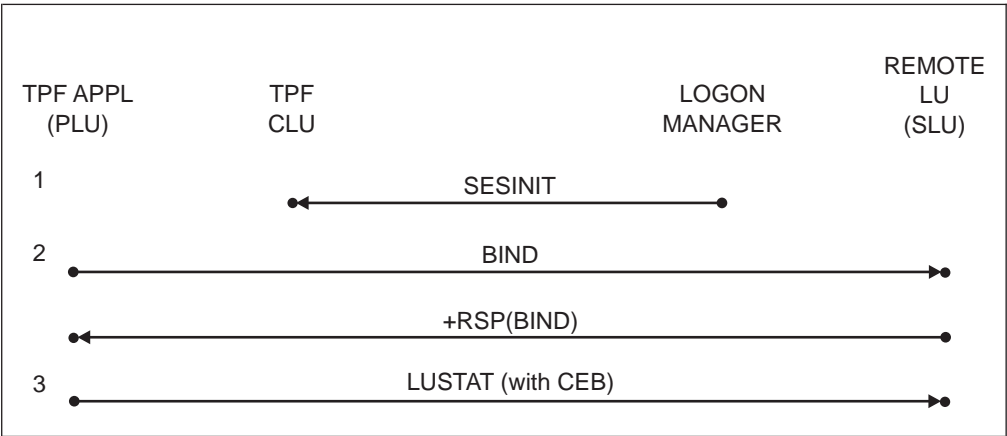 TPF APPL
(PLU)
TPF
CLU
LOGON
MANAGER
REMOTE
LU
(SLU)
1
SESINIT
2
BIND
+RSP(BIND)
3
LUSTAT (with CEB)